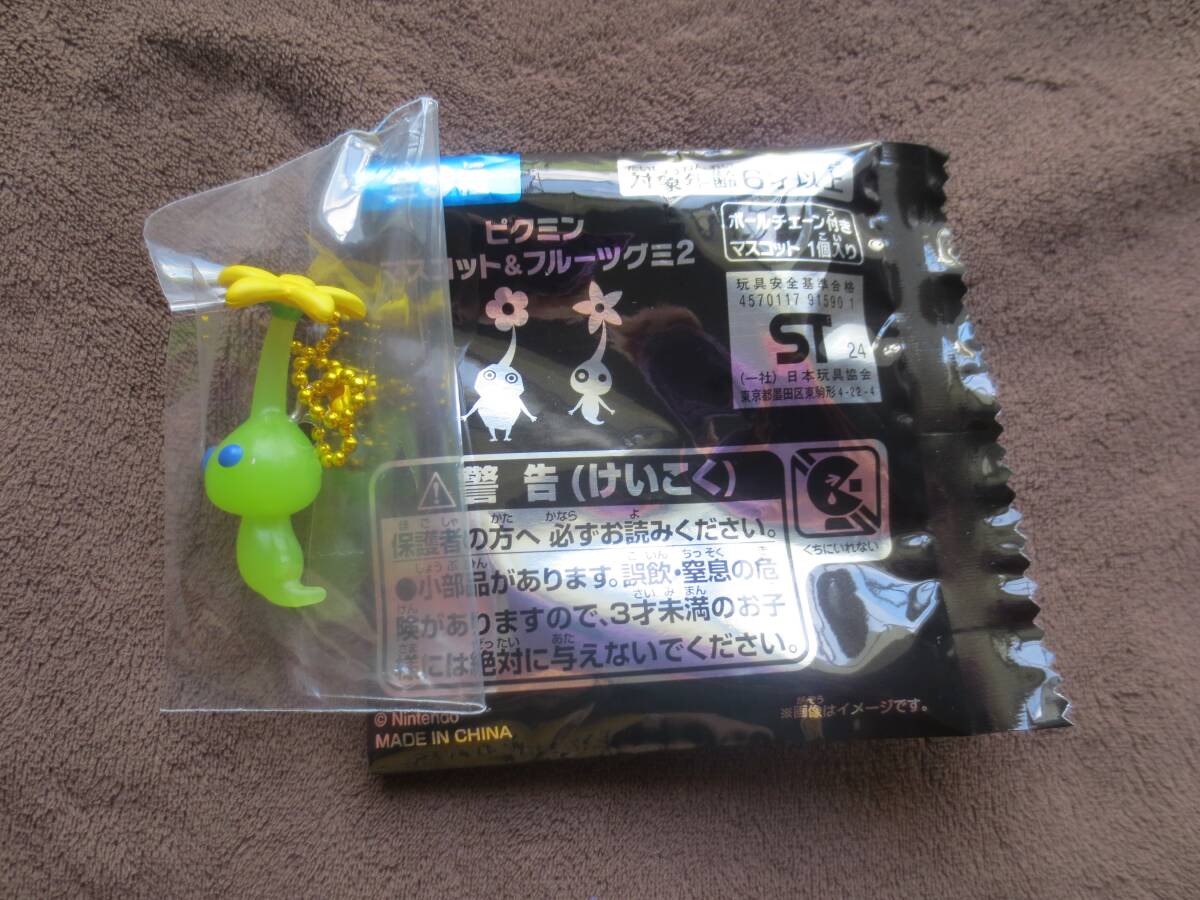 対象年齢6才以上
ピクミン
マスコット&フルーツグミ2
ボールチェーン付き
マスコット 1個入り
玩具安全基準合格
4570117 91590 1
ST 24
(一社) 日本玩具協会
東京都墨田区東駒形4-22-4
警告(けいこく)
保護者の方へ 必ずお読みください。
●小部品があります。誤飲・窒息の危
険がありますので、3才未満のお子
様には絶対に与えないでください。
くちにいれない
※画像はイメージです。
© Nintendo
MADE IN CHINA